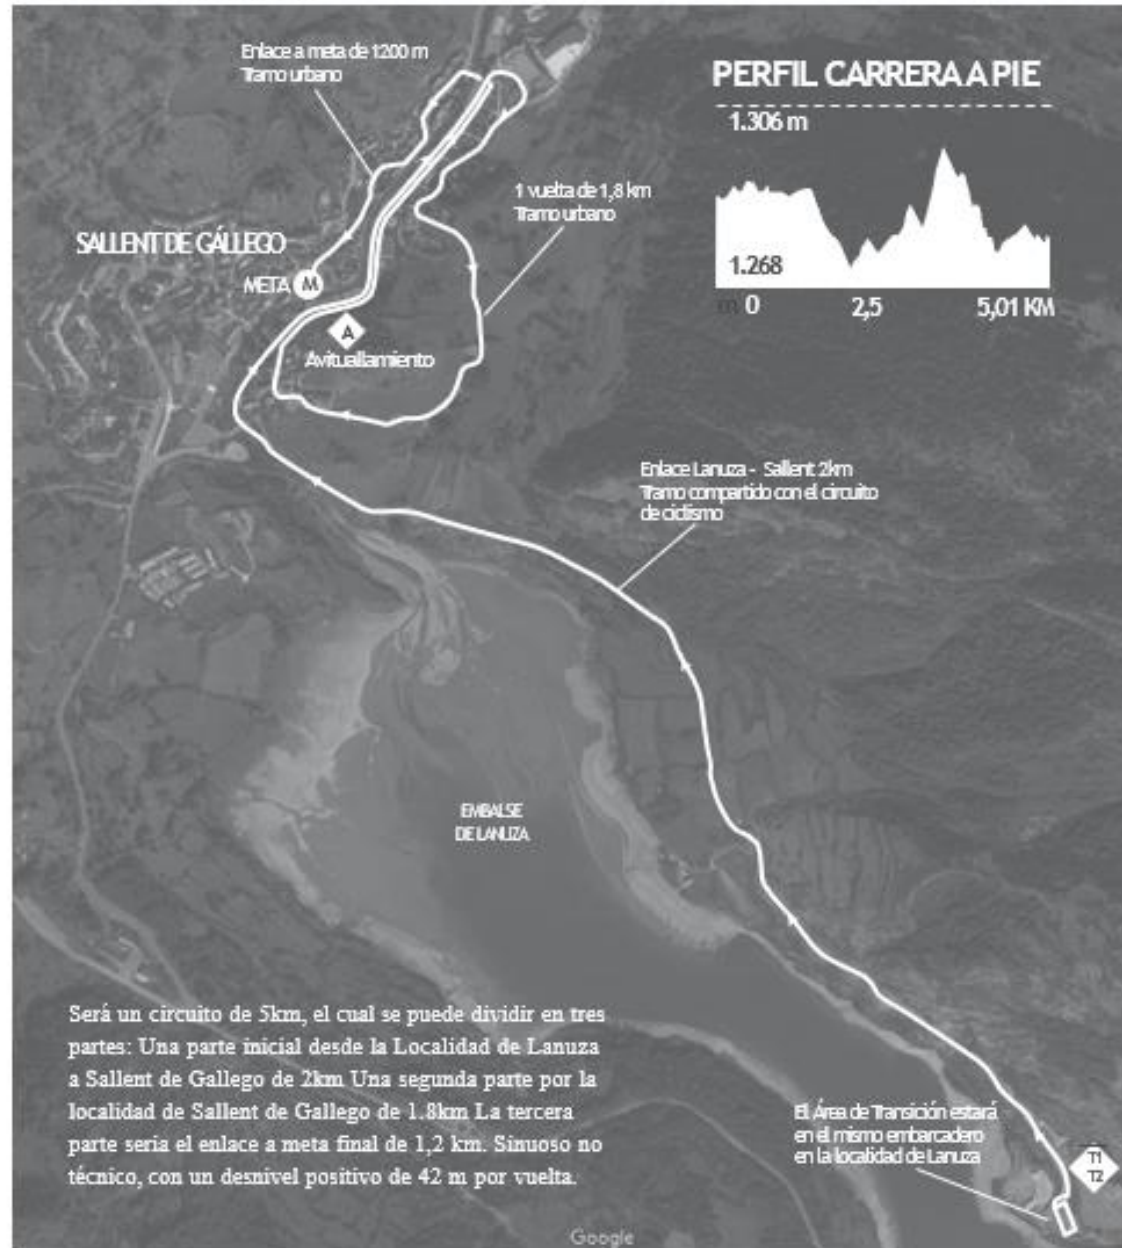 Enlace a meta de 1200 m
Tramo urbano
PERFIL CARRERA A PIE
1.306 m
1.268
m 0
2,5
5,01 KM
1 vuelta de 1,8 km
Tramo urbano
SALLENT DE GÁLLEGO
META M
A
Avituallamiento
Enlace Lanuza - Sallent 2km
Tramo compartido con el circuito
de ciclismo
EMBALSE
DE LANUZA
Será un circuito de 5km, el cual se puede dividir en tres
partes: Una parte inicial desde la Localidad de Lanuza
a Sallent de Gallego de 2km Una segunda parte por la
localidad de Sallent de Gallego de 1.8km La tercera
parte seria el enlace a meta final de 1,2 km. Sinuoso no
técnico, con un desnivel positivo de 42 m por vuelta.
El Área de Transición estará
en el mismo embarcadero
en la localidad de Lanuza
T1
T2
Google